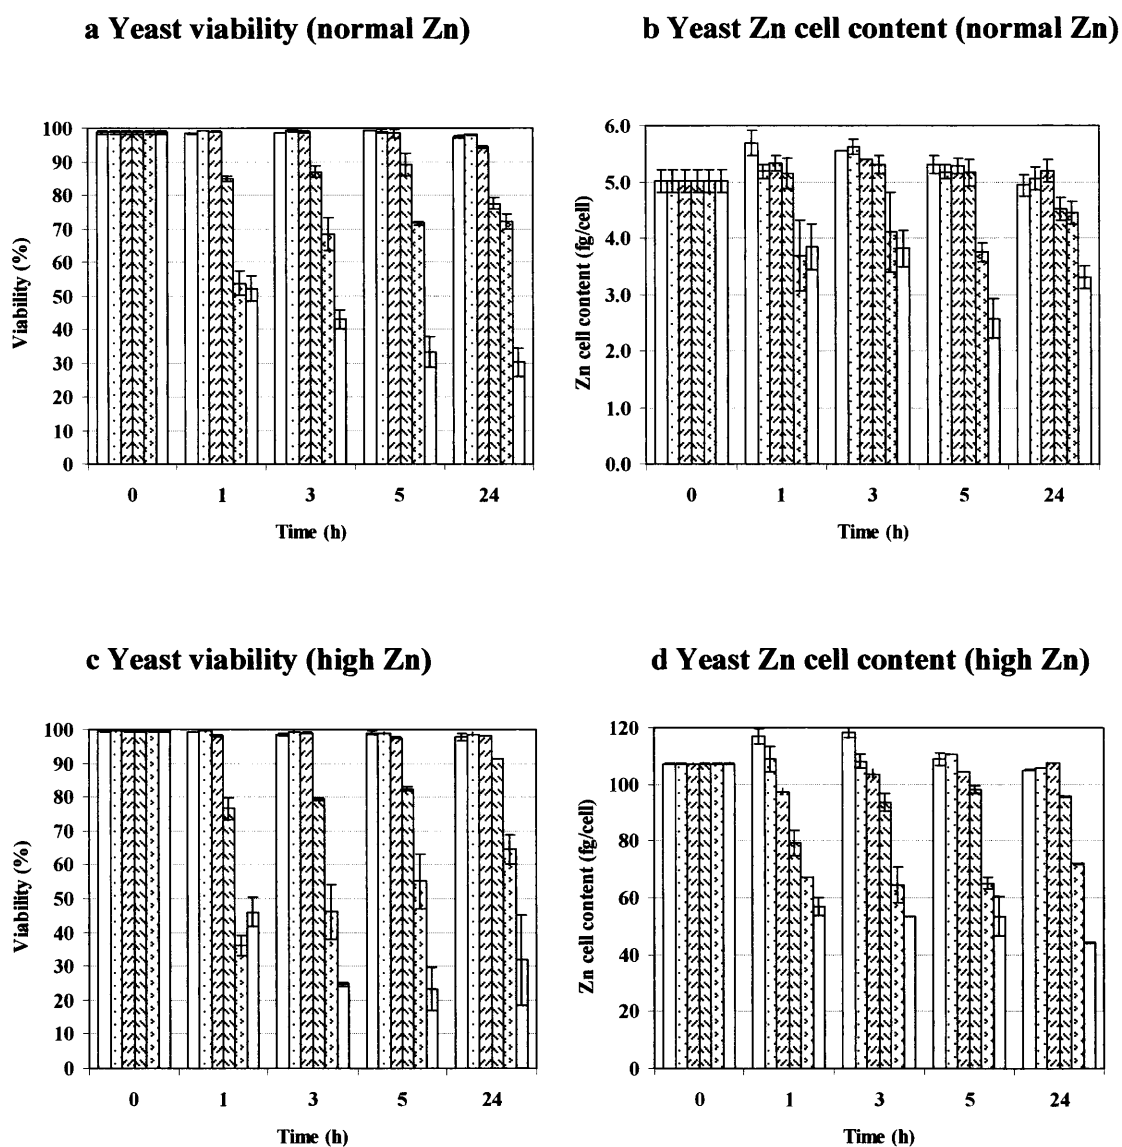 a Yeast viability (normal Zn)
b Yeast Zn cell content (normal Zn)
Viability (%)
100
90
80
70
60
50
40
30
20
10
0
0 1 3 5 24
Time (h)
Zn cell content (fg/cell)
6.0
5.0
4.0
3.0
2.0
1.0
0.0
0 1 3 5 24
Time (h)
c Yeast viability (high Zn)
d Yeast Zn cell content (high Zn)
Viability (%)
100
90
80
70
60
50
40
30
20
10
0
0 1 3 5 24
Time (h)
Zn cell content (fg/cell)
120
100
80
60
40
20
0
0 1 3 5 24
Time (h)